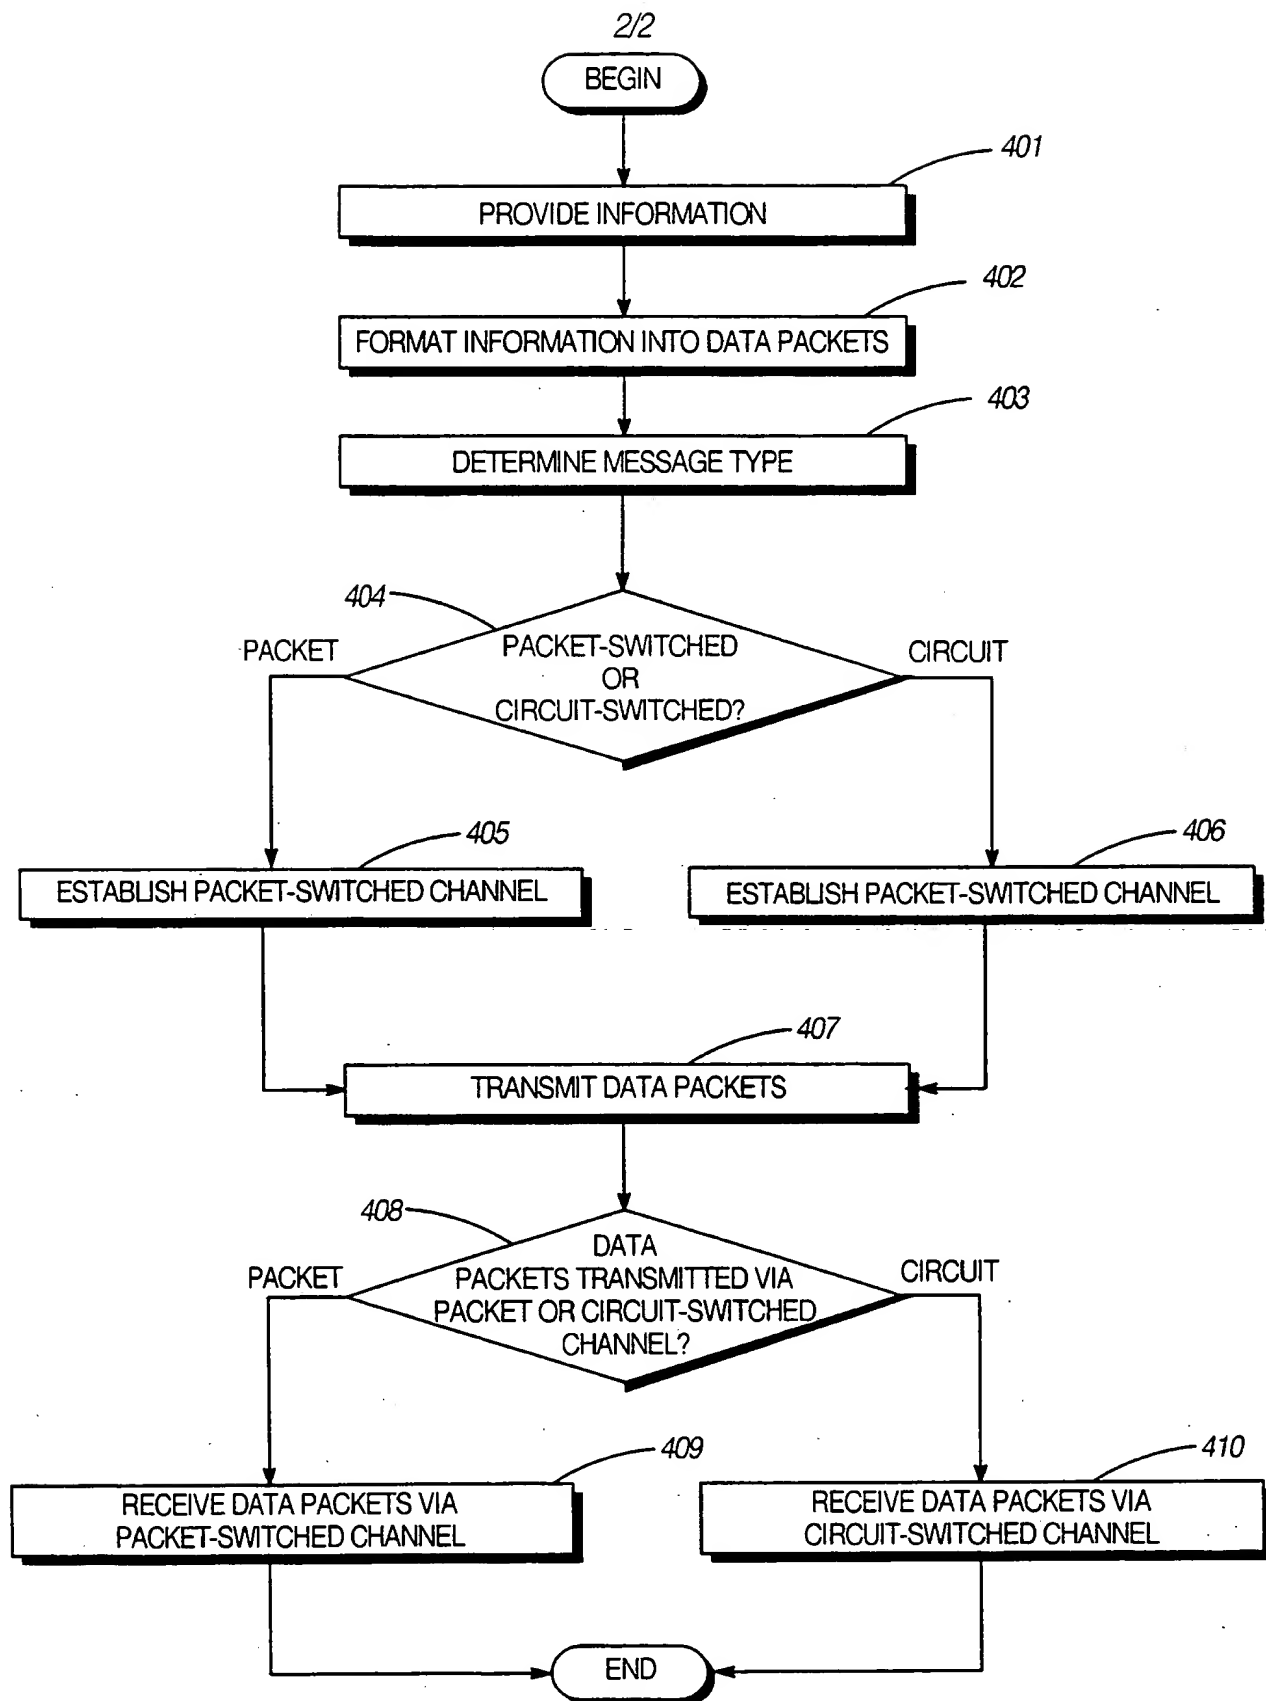 2/2
BEGIN
401
PROVIDE INFORMATION
402
FORMAT INFORMATION INTO DATA PACKETS
403
DETERMINE MESSAGE TYPE
404
PACKET
PACKET-SWITCHED
OR
CIRCUIT-SWITCHED?
CIRCUIT
405
ESTABLISH PACKET-SWITCHED CHANNEL
406
ESTABLISH PACKET-SWITCHED CHANNEL
407
TRANSMIT DATA PACKETS
408
PACKET
DATA
PACKETS TRANSMITTED VIA
PACKET OR CIRCUIT-SWITCHED
CHANNEL?
CIRCUIT
409
RECEIVE DATA PACKETS VIA
PACKET-SWITCHED CHANNEL
410
RECEIVE DATA PACKETS VIA
CIRCUIT-SWITCHED CHANNEL
END